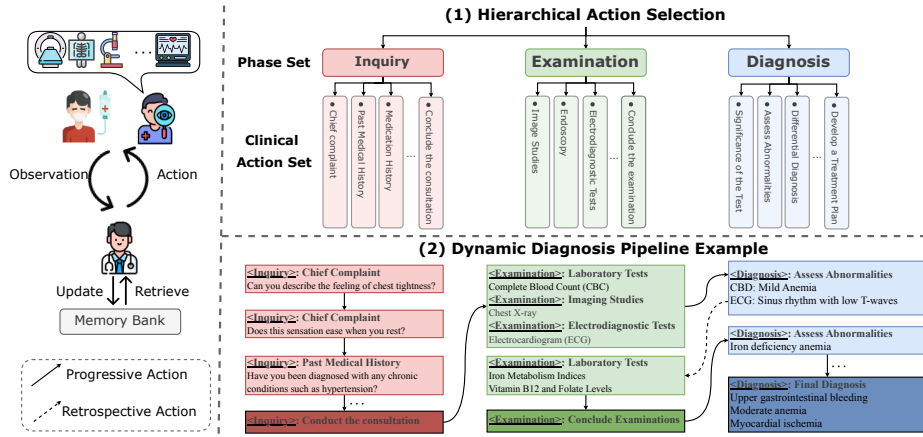 Observation
Action
Update
Retrieve
Memory Bank
Progressive Action
Retrospective Action
(1) Hierarchical Action Selection
Phase Set
Inquiry
Examination
Diagnosis
Clinical
Action Set
• Chief complaint
• Past Medical History
• Medication History
...
• Conclude the consultation
• Image Studies
• Endoscopy
• Electrodiagnostic Tests
...
• Conclude the examination
• Significance of the Test
• Assess Abnormalities
• Differential Diagnosis
...
• Develop a Treatment Plan
(2) Dynamic Diagnosis Pipeline Example
<Inquiry>: Chief Complaint
Can you describe the feeling of chest tightness?
<Inquiry>: Chief Complaint
Does this sensation ease when you rest?
<Inquiry>: Past Medical History
Have you been diagnosed with any chronic
conditions such as hypertension?
...
<Inquiry>: Conduct the consultation
<Examination>: Laboratory Tests
Complete Blood Count (CBC)
<Examination>: Imaging Studies
Chest X-ray
<Examination>: Electrodiagnostic Tests
Electrocardiogram (ECG)
<Examination>: Laboratory Tests
Iron Metabolism Indices
Vitamin B12 and Folate Levels
...
<Examination>: Conclude Examinations
<Diagnosis>: Assess Abnormalities
CBD: Mild Anemia
ECG: Sinus rhythm with low T-waves
<Diagnosis>: Assess Abnormalities
Iron deficiency anemia
...
<Diagnosis>: Final Diagnosis
Upper gastrointestinal bleeding
Moderate anemia
Myocardial ischemia